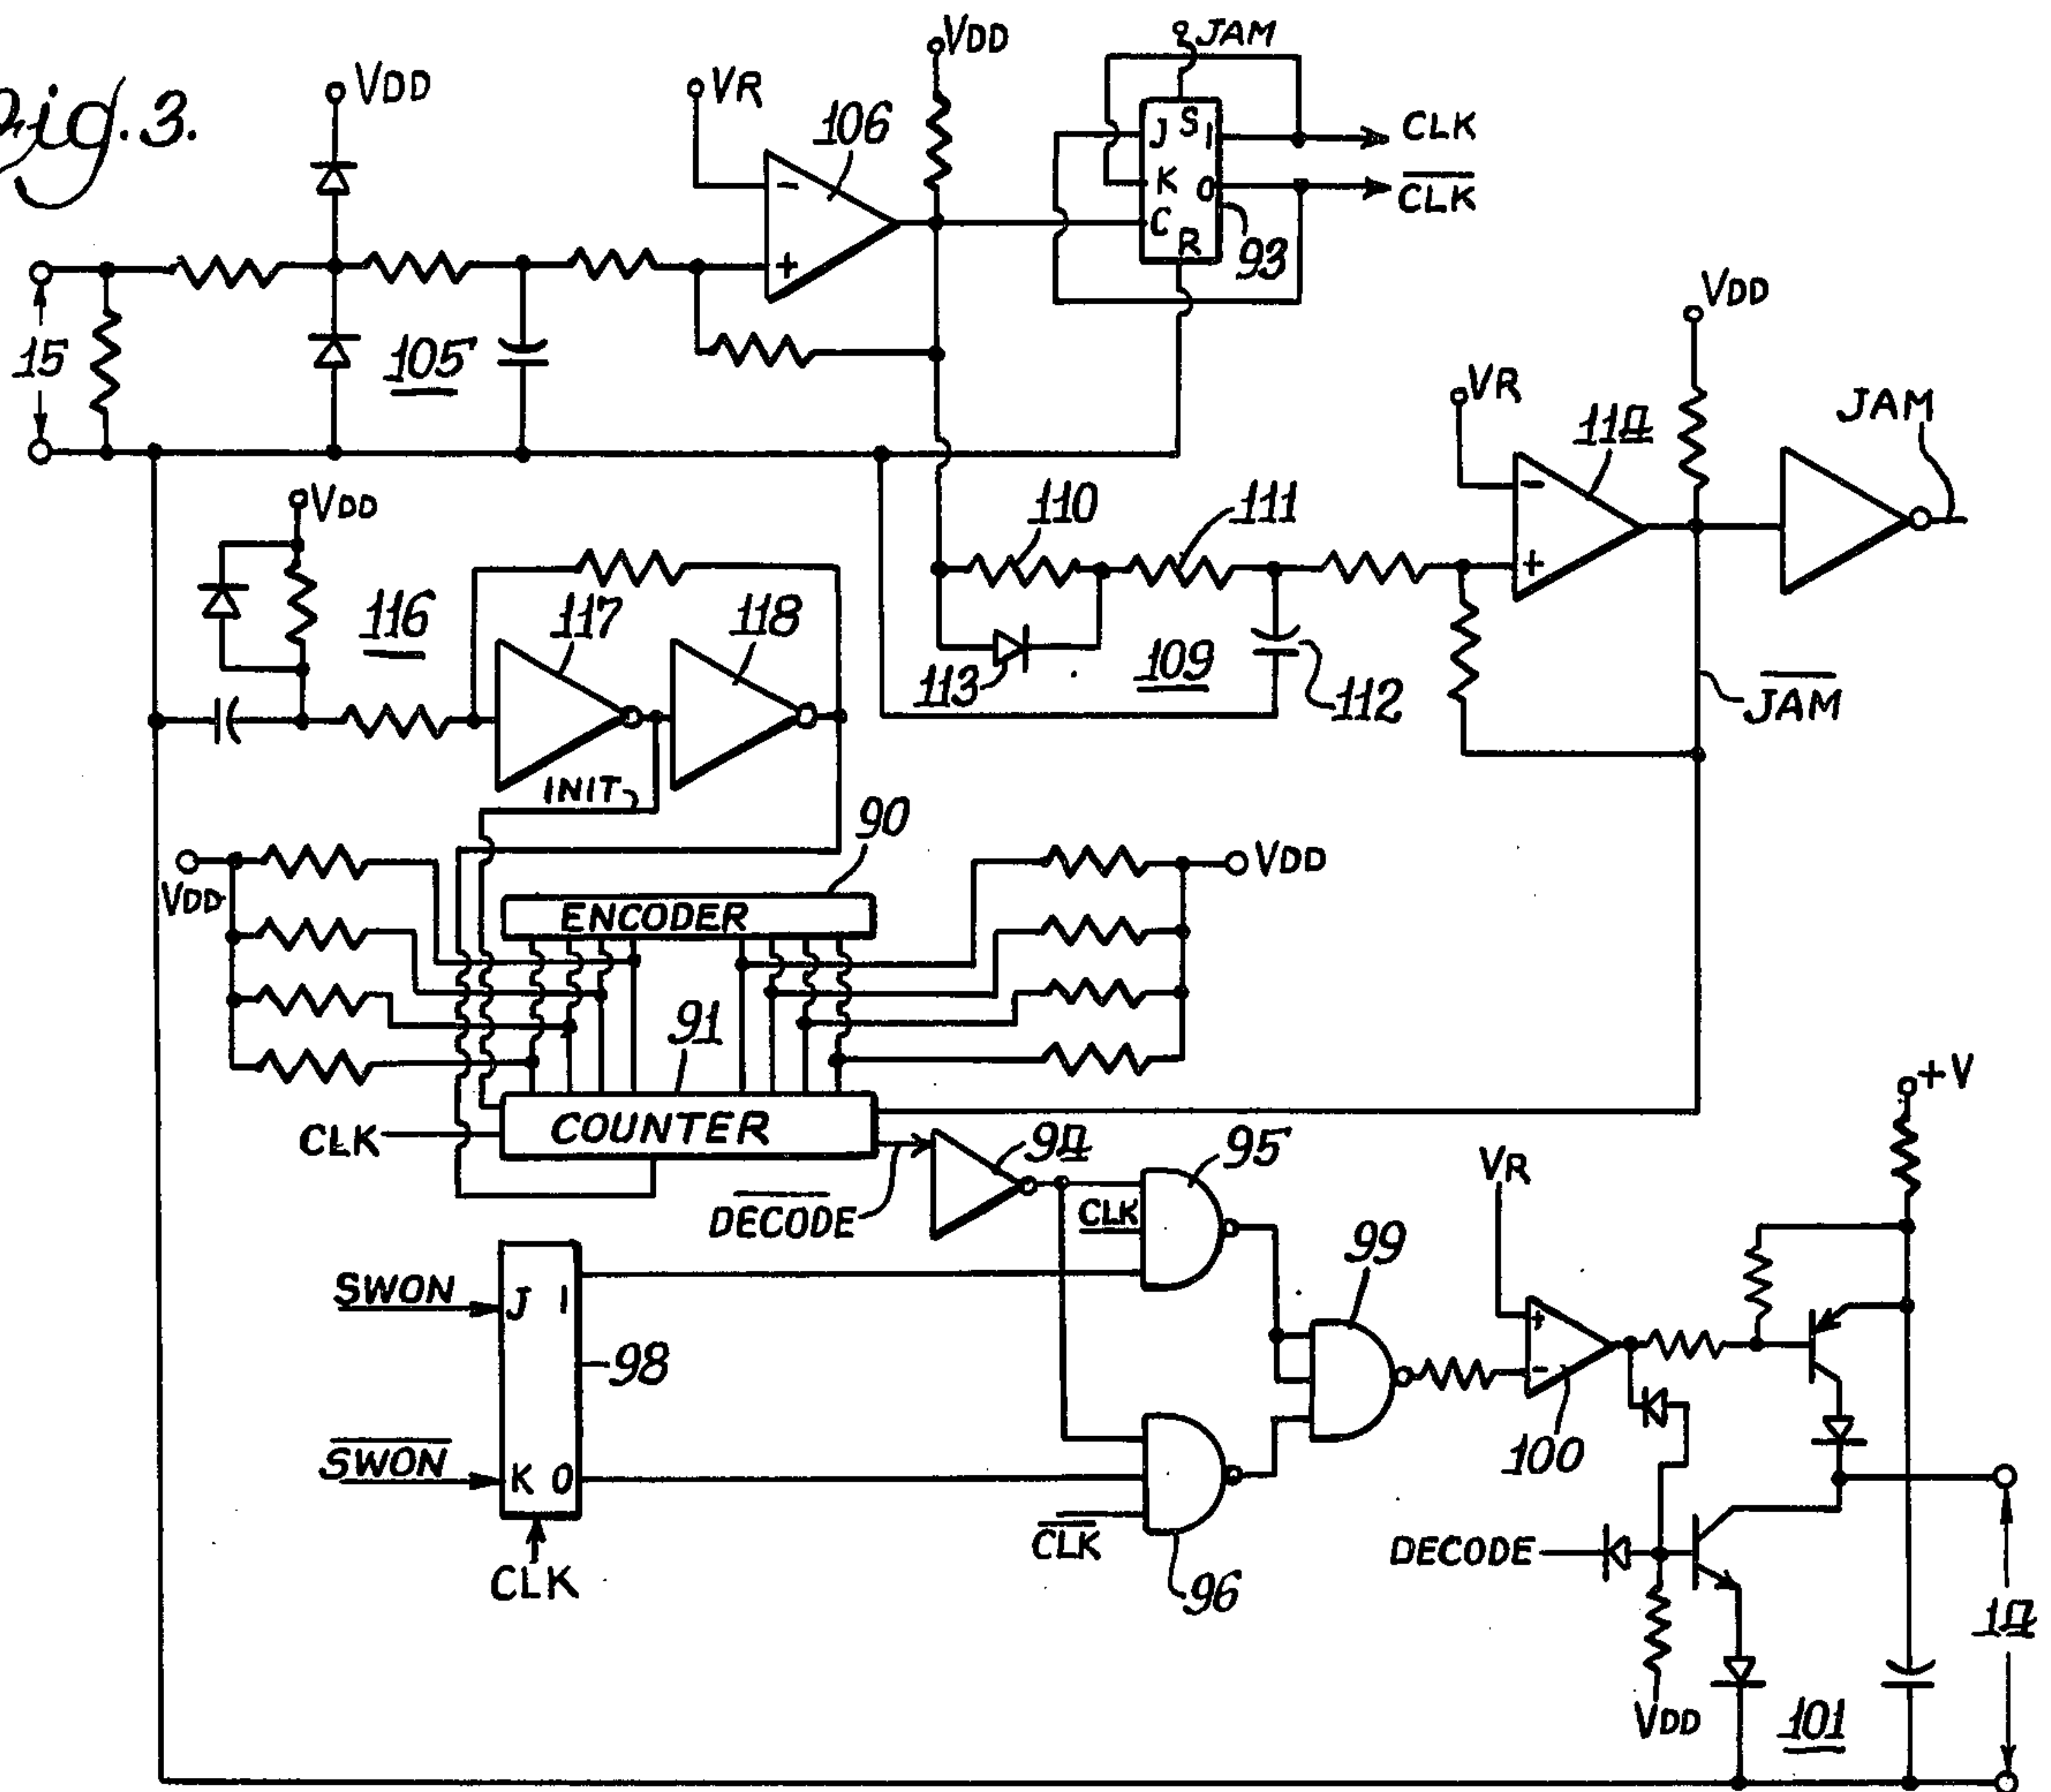 Fig. 3.
VDD
VR
106
VDD
JAM
J S 1
K 0
C
R
93
CLK
CLK
15
105
VDD
VR
114
JAM
JAM
VDD
116
117
118
INIT
110
111
113
109
112
90
VDD
VDD
ENCODER
91
COUNTER
CLK
DECODE
94
95
CLK
SWON
J 1
98
SWON
K 0
CLK
96
CLK
99
VR
+
-
100
+V
DECODE
VDD
101
14